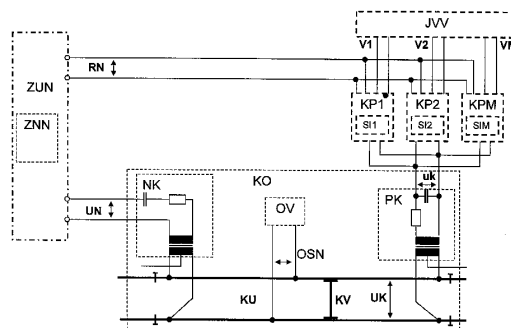 JVV
V1
V2
VM
RN
ZUN
ZNN
KP1
KP2
KPM
SI1
SI2
SIM
uk
NK
KO
PK
UN
OV
OSN
KU
KV
UK